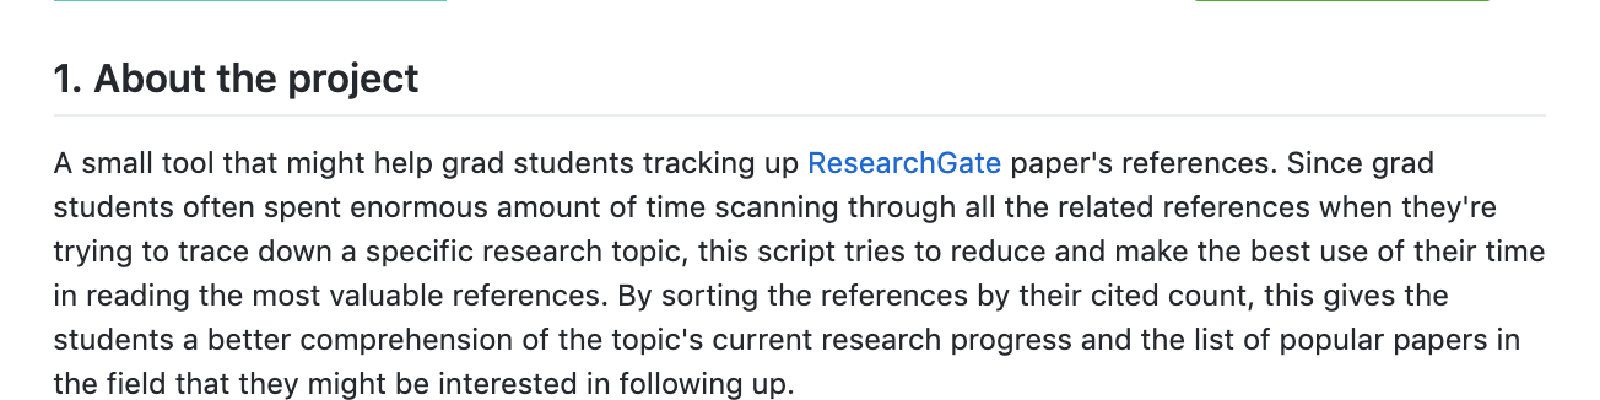 1. About the project
A small tool that might help grad students tracking up ResearchGate paper's references. Since grad
students often spent enormous amount of time scanning through all the related references when they're
trying to trace down a specific research topic, this script tries to reduce and make the best use of their time
in reading the most valuable references. By sorting the references by their cited count, this gives the
students a better comprehension of the topic's current research progress and the list of popular papers in
the field that they might be interested in following up.